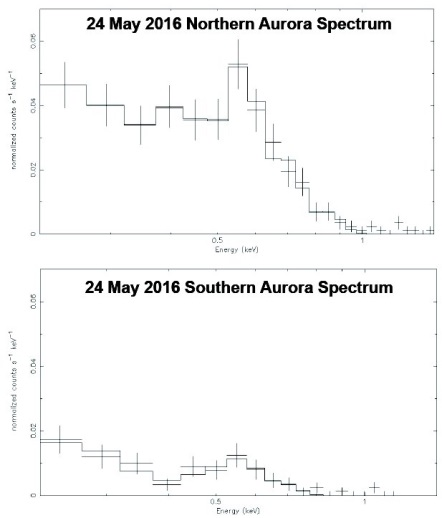 24 May 2016 Northern Aurora Spectrum
normalized counts s⁻¹ keV⁻¹
0.06
0.04
0.02
0
0.5
1
Energy (keV)
24 May 2016 Southern Aurora Spectrum
normalized counts s⁻¹ keV⁻¹
0.06
0.04
0.02
0
0.5
1
Energy (keV)